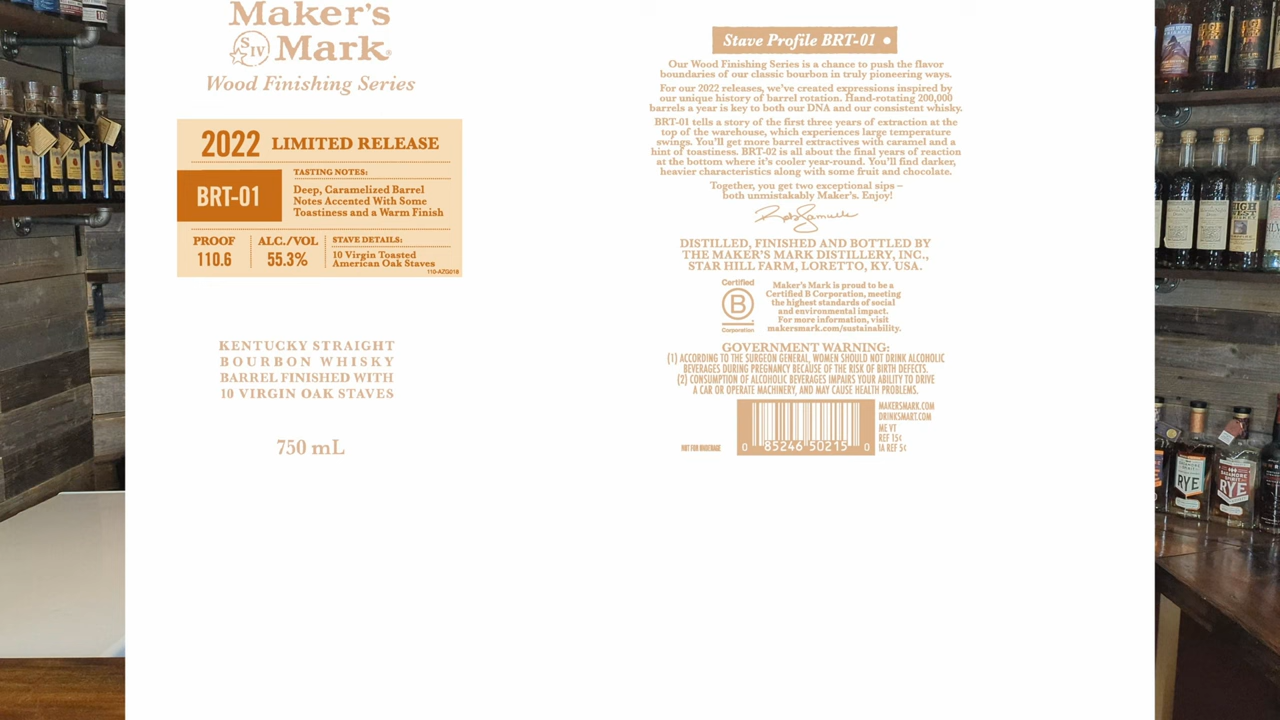 Maker's
SIV Mark®
Wood Finishing Series
2022 LIMITED RELEASE
BRT-01
TASTING NOTES:
Deep, Caramelized Barrel
Notes Accented With Some
Toastiness and a Warm Finish
PROOF
110.6
ALC./VOL
55.3%
STAVE DETAILS:
10 Virgin Toasted
American Oak Staves
110-AZG018
KENTUCKY STRAIGHT
BOURBON WHISKY
BARREL FINISHED WITH
10 VIRGIN OAK STAVES
750 mL
Stave Profile BRT-01
Our Wood Finishing Series is a chance to push the flavor
boundaries of our classic bourbon in truly pioneering ways.
For our 2022 releases, we've created expressions inspired by
our unique history of barrel rotation. Hand-rotating 200,000
barrels a year is key to both our DNA and our consistent whisky.
BRT-01 tells a story of the first three years of extraction at the
top of the warehouse, which experiences large temperature
swings. You'll get more barrel extractives with caramel and a
hint of toastiness. BRT-02 is all about the final years of reaction
at the bottom where it's cooler year-round. You'll find darker,
heavier characteristics along with some fruit and chocolate.
Together, you get two exceptional sips –
both unmistakably Maker's. Enjoy!
Rob Samuels
DISTILLED, FINISHED AND BOTTLED BY
THE MAKER'S MARK DISTILLERY, INC.,
STAR HILL FARM, LORETTO, KY. USA.
Certified
B
Corporation
Maker's Mark is proud to be a
Certified B Corporation, meeting
the highest standards of social
and environmental impact.
For more information, visit
makersmark.com/sustainability.
GOVERNMENT WARNING:
(1) ACCORDING TO THE SURGEON GENERAL, WOMEN SHOULD NOT DRINK ALCOHOLIC
BEVERAGES DURING PREGNANCY BECAUSE OF THE RISK OF BIRTH DEFECTS.
(2) CONSUMPTION OF ALCOHOLIC BEVERAGES IMPAIRS YOUR ABILITY TO DRIVE
A CAR OR OPERATE MACHINERY, AND MAY CAUSE HEALTH PROBLEMS.
0 85246 50215 0
MAKERSMARK.COM
DRINKSMART.COM
ME VT
REF 15¢
IA REF 5¢
RYE
RYE